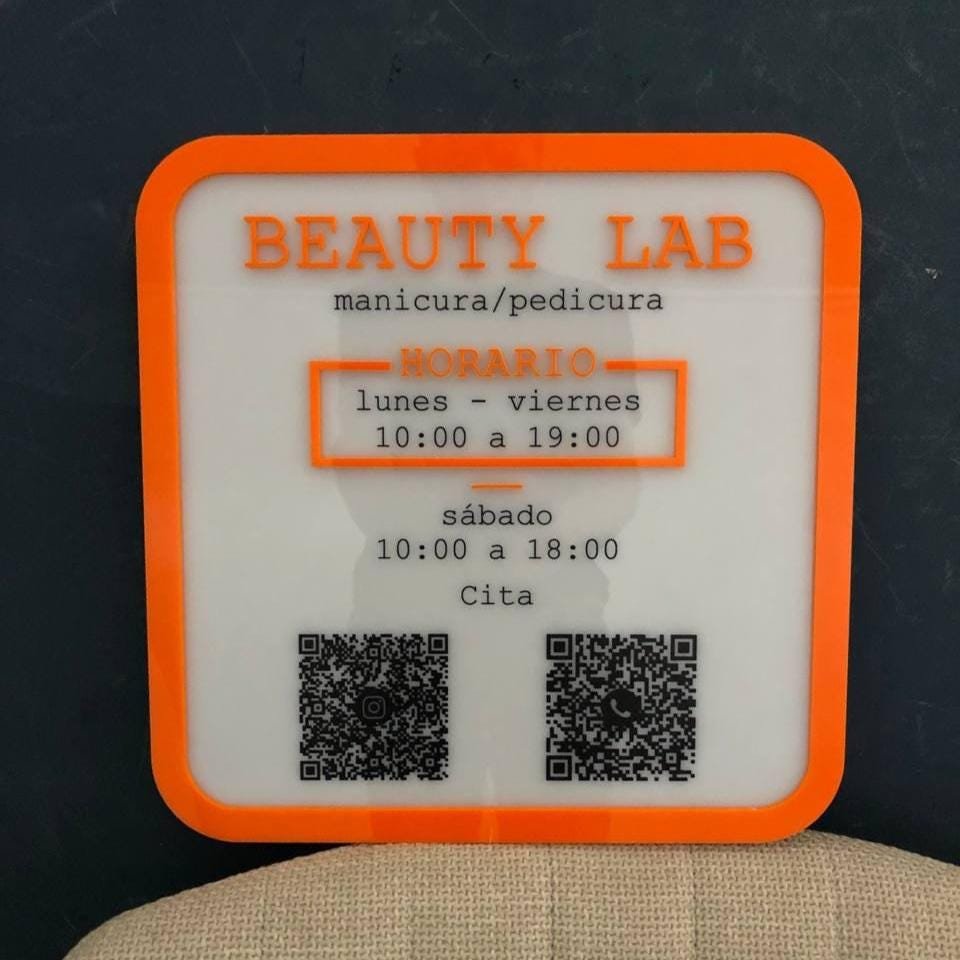 BEAUTY LAB
manicura/pedicura
HORARIO
lunes - viernes
10:00 a 19:00
sábado
10:00 a 18:00
Cita